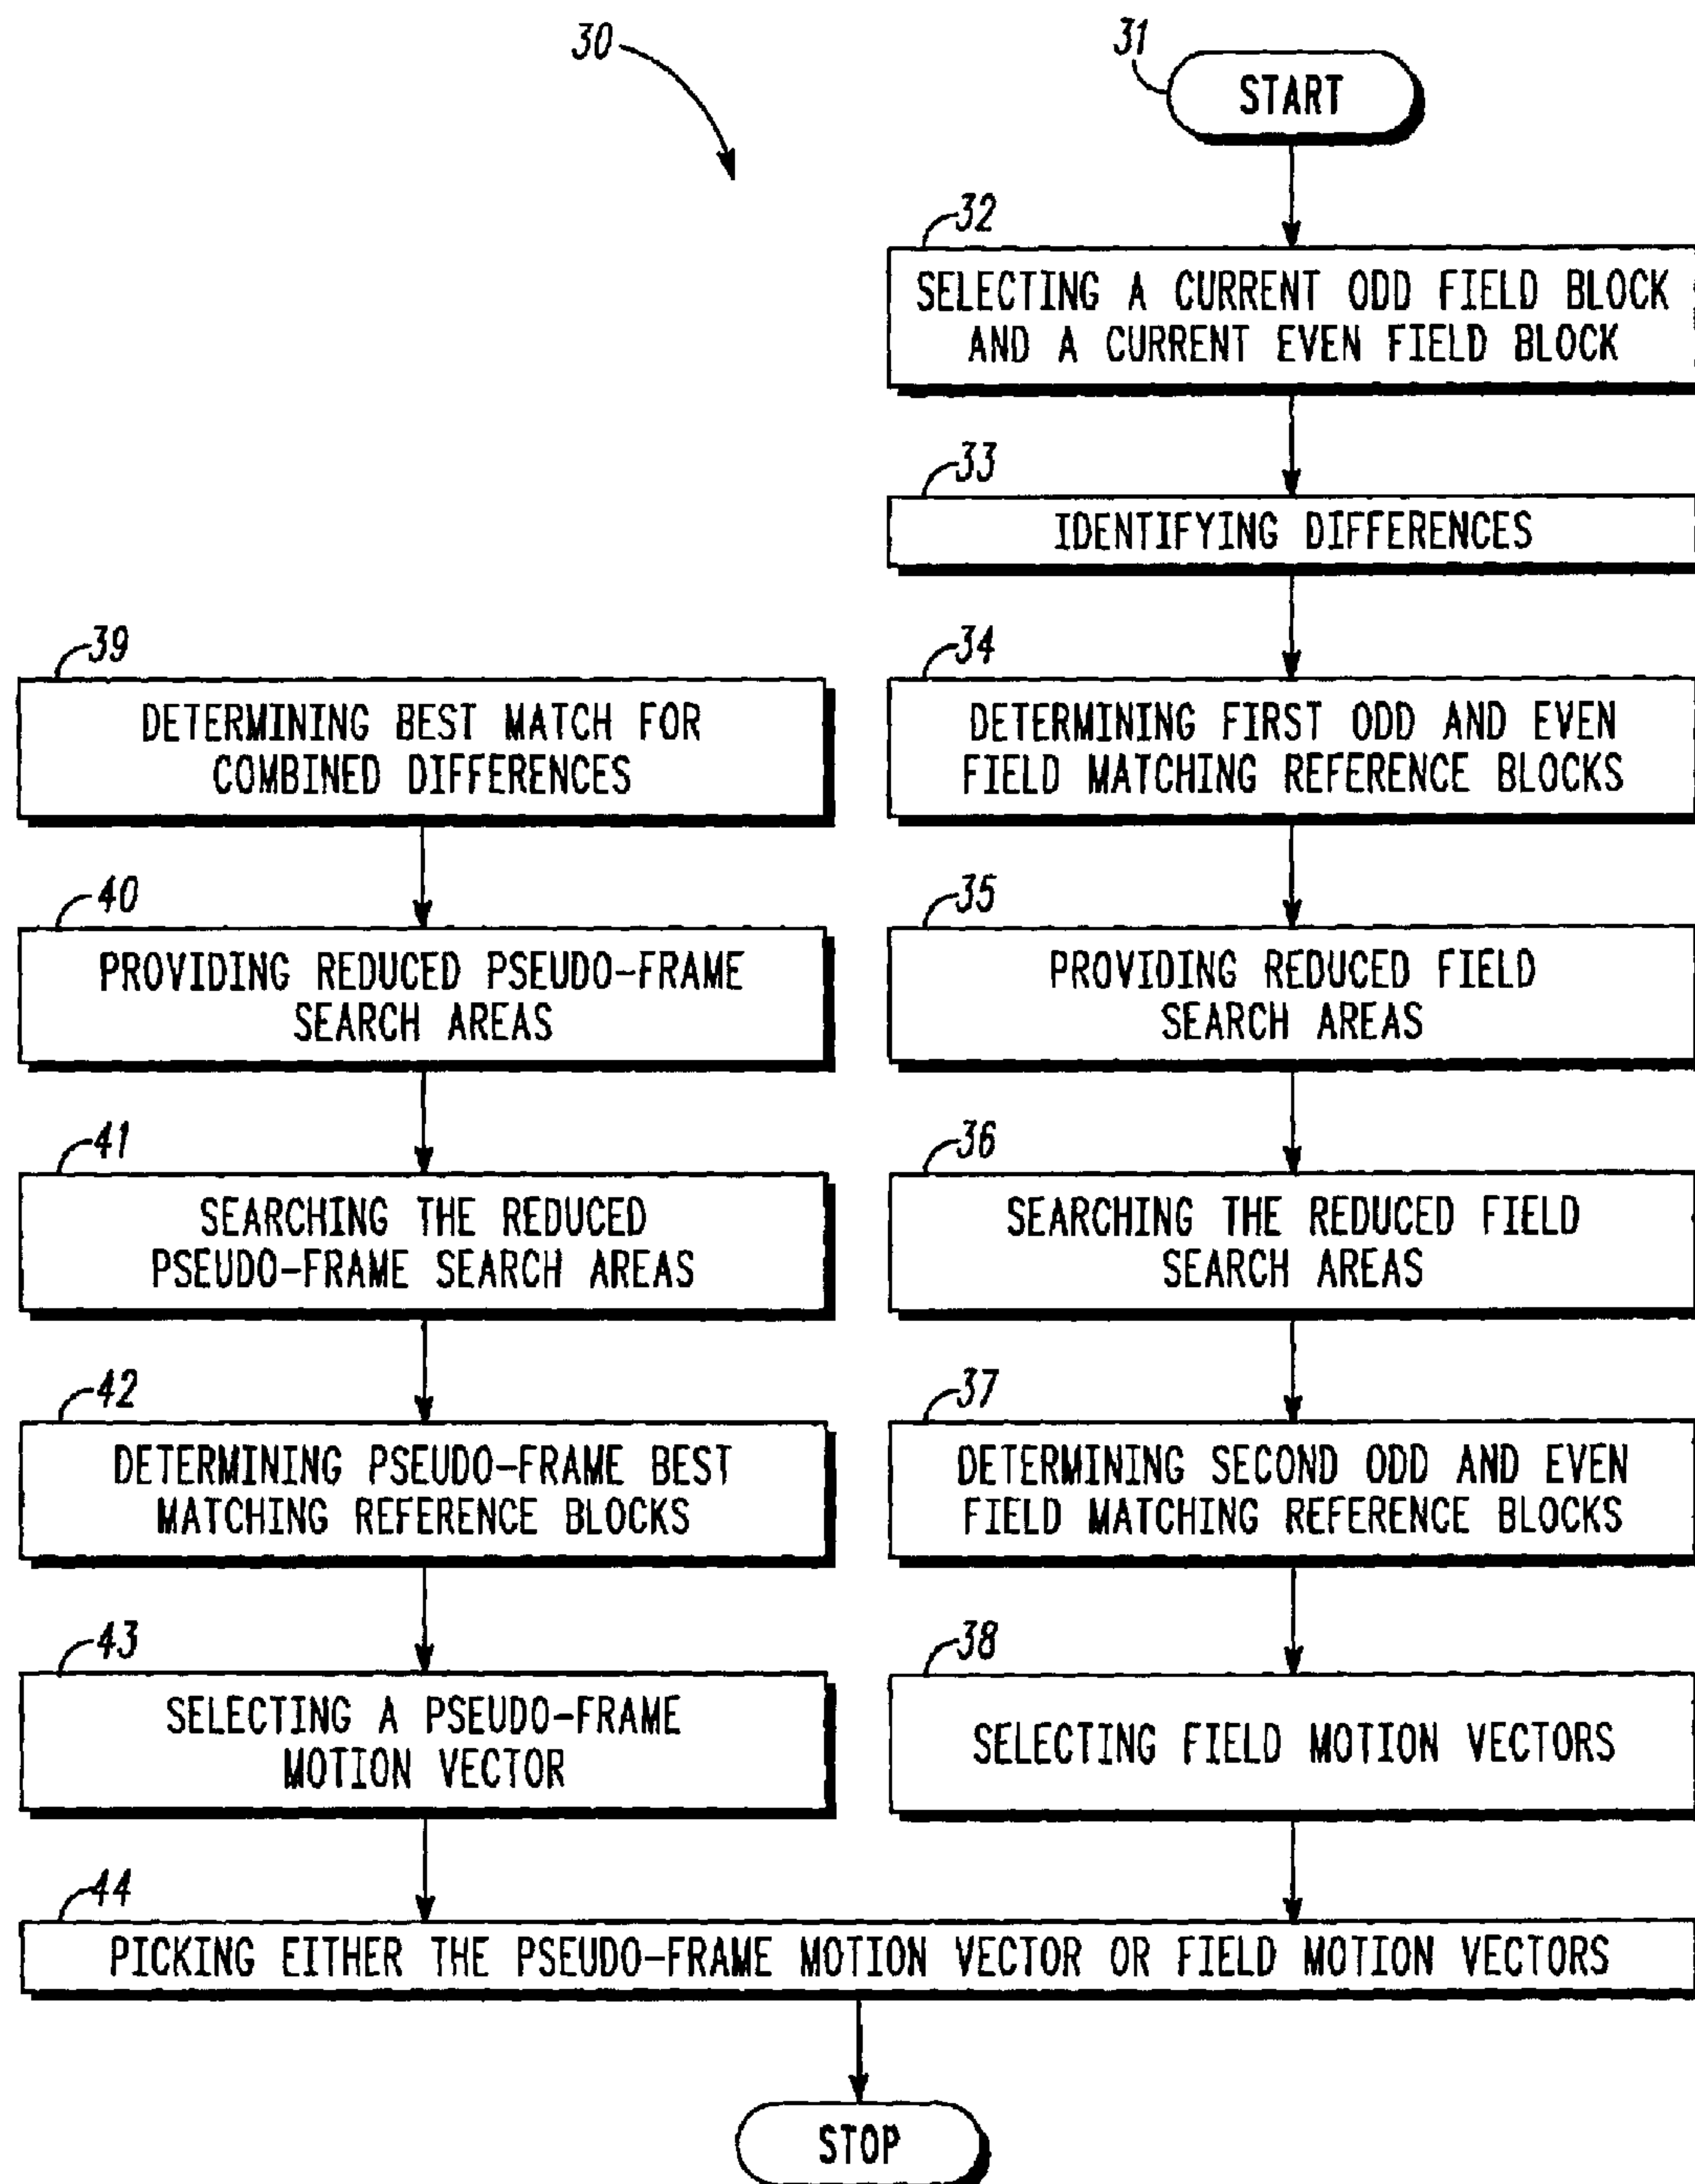 30
31
START
32
SELECTING A CURRENT ODD FIELD BLOCK
AND A CURRENT EVEN FIELD BLOCK
33
IDENTIFYING DIFFERENCES
39
DETERMINING BEST MATCH FOR
COMBINED DIFFERENCES
34
DETERMINING FIRST ODD AND EVEN
FIELD MATCHING REFERENCE BLOCKS
40
PROVIDING REDUCED PSEUDO-FRAME
SEARCH AREAS
35
PROVIDING REDUCED FIELD
SEARCH AREAS
41
SEARCHING THE REDUCED
PSEUDO-FRAME SEARCH AREAS
36
SEARCHING THE REDUCED FIELD
SEARCH AREAS
42
DETERMINING PSEUDO-FRAME BEST
MATCHING REFERENCE BLOCKS
37
DETERMINING SECOND ODD AND EVEN
FIELD MATCHING REFERENCE BLOCKS
43
SELECTING A PSEUDO-FRAME
MOTION VECTOR
38
SELECTING FIELD MOTION VECTORS
44
PICKING EITHER THE PSEUDO-FRAME MOTION VECTOR OR FIELD MOTION VECTORS
STOP